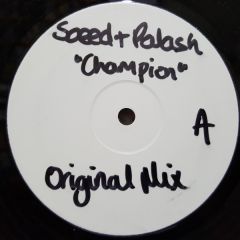 Saeed + Palash
"Champion"
A
Original Mix